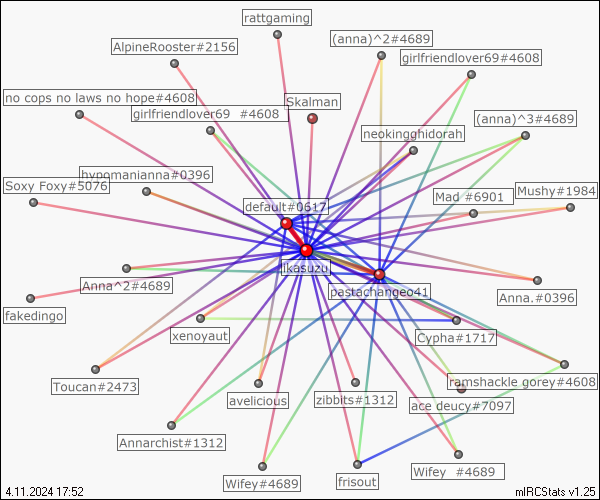 rattgaming
(anna)^2#4689
AlpineRooster#2156
girlfriendlover69#4608
no cops no laws no hope#4608
Skalman
girlfriendlover69 #4608
(anna)^3#4689
neokingghidorah
hypomanianna#0396
Soxy Foxy#5076
Mushy#1984
Mad #6901
default#0617
Ikasuzu
Anna^2#4689
pastachangeo41
Anna.#0396
fakedingo
xenoyaut
Cypha#1717
Toucan#2473
ramshackle gorey#4608
avelicious
zibbits#1312
ace deucy#7097
Annarchist#1312
Wifey #4689
Wifey#4689
frisout
4.11.2024 17:52
mIRCStats v1.25